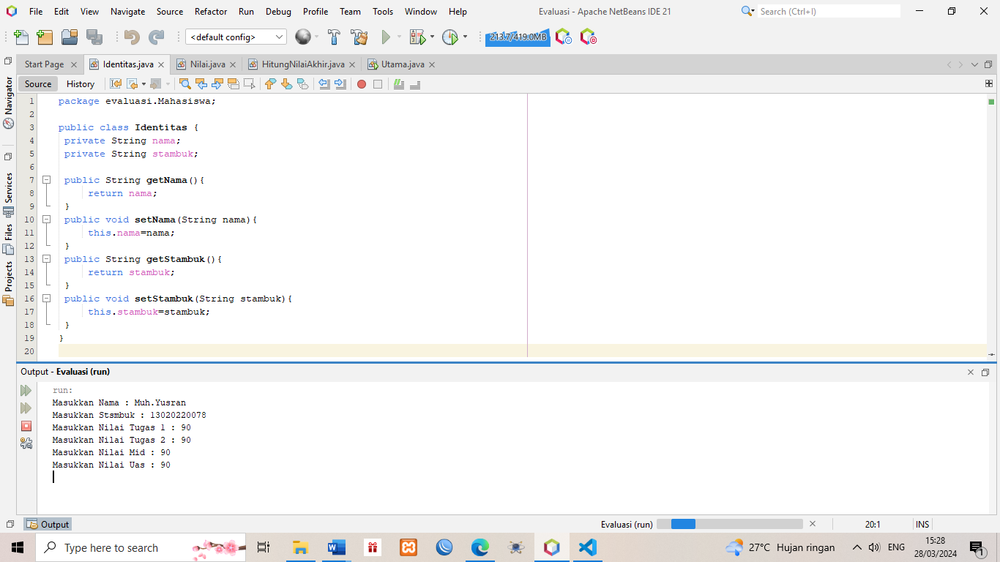 File Edit View Navigate Source Refactor Run Debug Profile Team Tools Window Help
Evaluasi - Apache NetBeans IDE 21
Search (Ctrl+I)
<default config>
213.7/419.0MB
Start Page
Identitas.java
Nilai.java
HitungNilaiAkhir.java
Utama.java
Source History
Navigator
Services
Files
Projects
1 package evaluasi.Mahasiswa;
2
3 public class Identitas {
4 private String nama;
5 private String stambuk;
6
7 public String getNama(){
8 return nama;
9 }
10 public void setNama(String nama){
11 this.nama=nama;
12 }
13 public String getStambuk(){
14 return stambuk;
15 }
16 public void setStambuk(String stambuk){
17 this.stambuk=stambuk;
18 }
19 }
20
Output - Evaluasi (run)
run:
Masukkan Nama : Muh.Yusran
Masukkan Stsmbuk : 13020220078
Masukkan Nilai Tugas 1 : 90
Masukkan Nilai Tugas 2 : 90
Masukkan Nilai Mid : 90
Masukkan Nilai Uas : 90
Output
Evaluasi (run)
20:1
INS
Type here to search
27°C Hujan ringan
ENG
15:28
28/03/2024
1